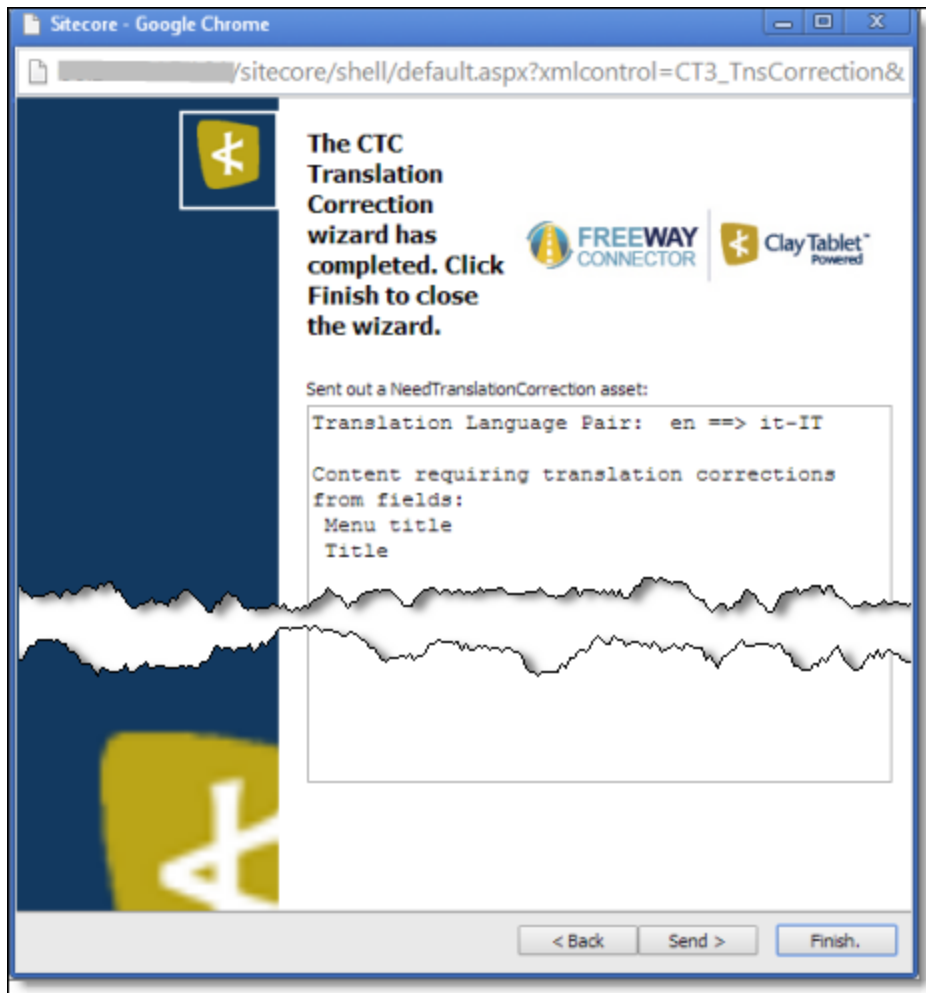 Sitecore - Google Chrome
/sitecore/shell/default.aspx?xmlcontrol=CT3_TnsCorrection&
The CTC
Translation
Correction
wizard has
completed. Click
Finish to close
the wizard.
FREEWAY
CONNECTOR
Clay Tablet™
Powered
Sent out a NeedTranslationCorrection asset:
Translation Language Pair:  en ==> it-IT
Content requiring translation corrections
from fields:
Menu title
Title
< Back
Send >
Finish.